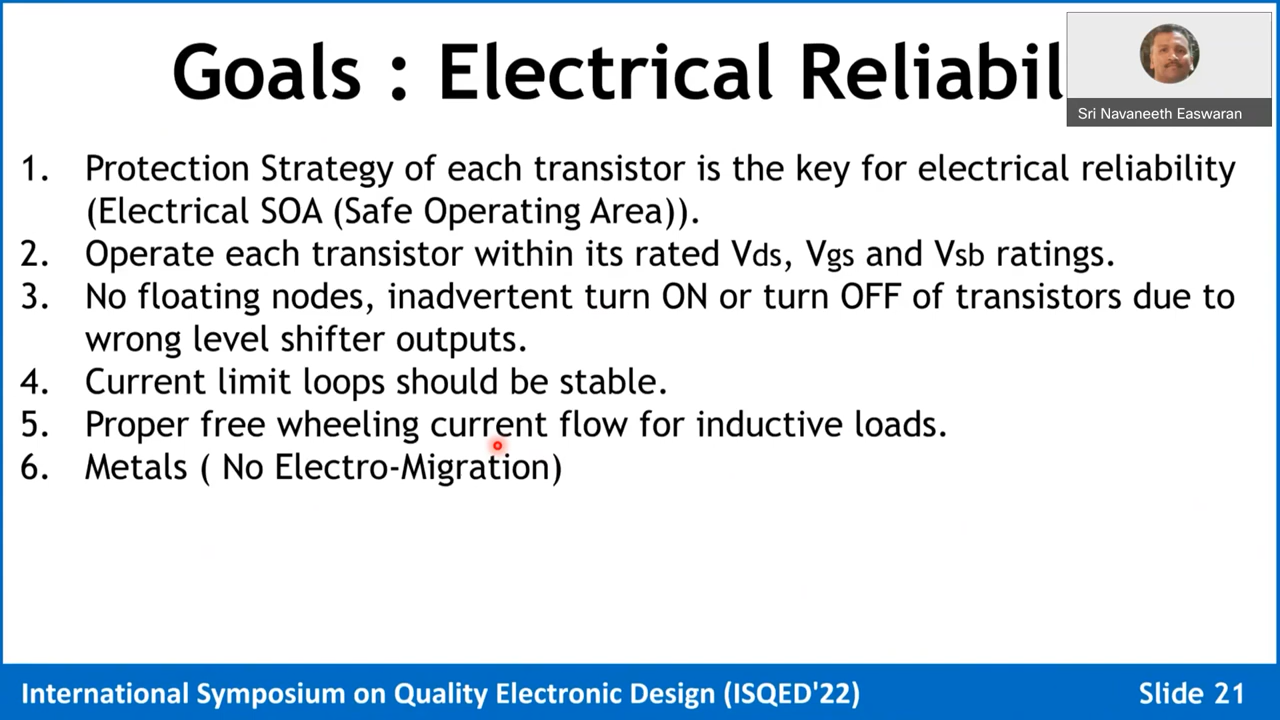 Goals : Electrical Reliabil
Sri Navaneeth Easwaran
1. Protection Strategy of each transistor is the key for electrical reliability
(Electrical SOA (Safe Operating Area)).
2. Operate each transistor within its rated Vds, Vgs and Vsb ratings.
3. No floating nodes, inadvertent turn ON or turn OFF of transistors due to
wrong level shifter outputs.
4. Current limit loops should be stable.
5. Proper free wheeling current flow for inductive loads.
6. Metals ( No Electro-Migration)
International Symposium on Quality Electronic Design (ISQED'22)
Slide 21